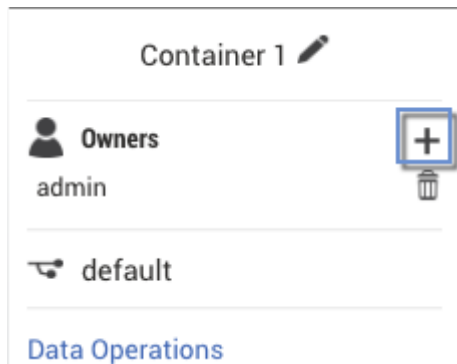 Container 1
Owners
admin
default
Data Operations